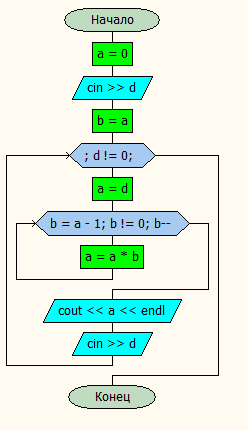 Начало
a = 0
cin >> d
b = a
; d != 0;
a = d
b = a - 1; b != 0; b--
a = a * b
cout << a << endl
cin >> d
Конец